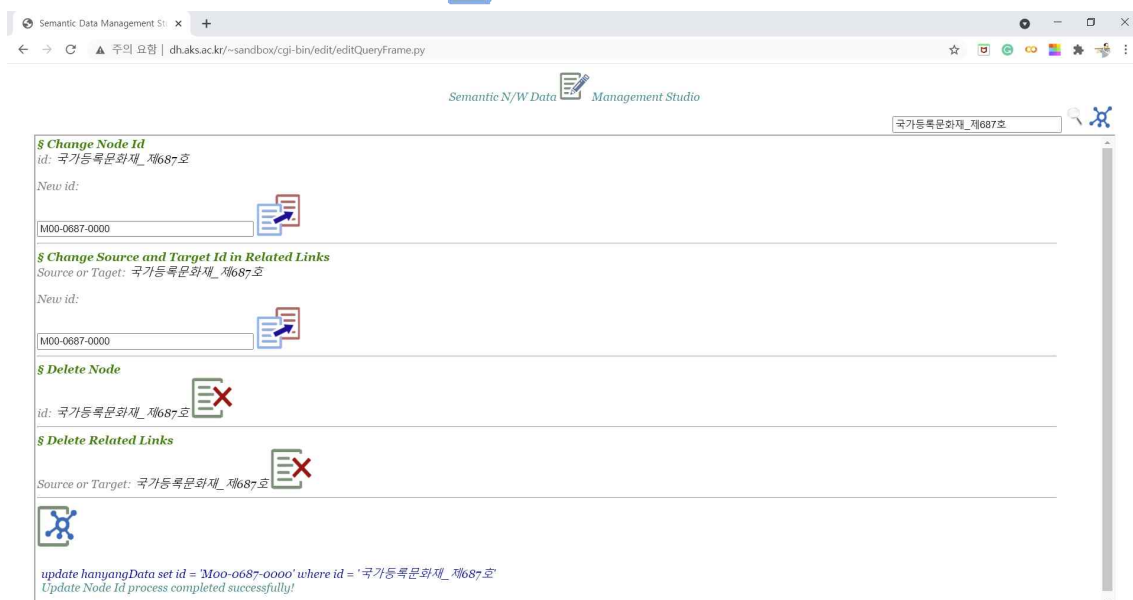 Semantic Data Management St
주의 요함 | dh.aks.ac.kr/~sandbox/cgi-bin/edit/editQueryFrame.py
Semantic N/W Data Management Studio
국가등록문화재_제687호
§ Change Node Id
id: 국가등록문화재_제687호
New id:
M00-0687-0000
§ Change Source and Target Id in Related Links
Source or Taget: 국가등록문화재_제687호
New id:
M00-0687-0000
§ Delete Node
id: 국가등록문화재_제687호
§ Delete Related Links
Source or Target: 국가등록문화재_제687호
update hanyangData set id = 'M00-0687-0000' where id = '국가등록문화재_제687호'
Update Node Id process completed successfully!